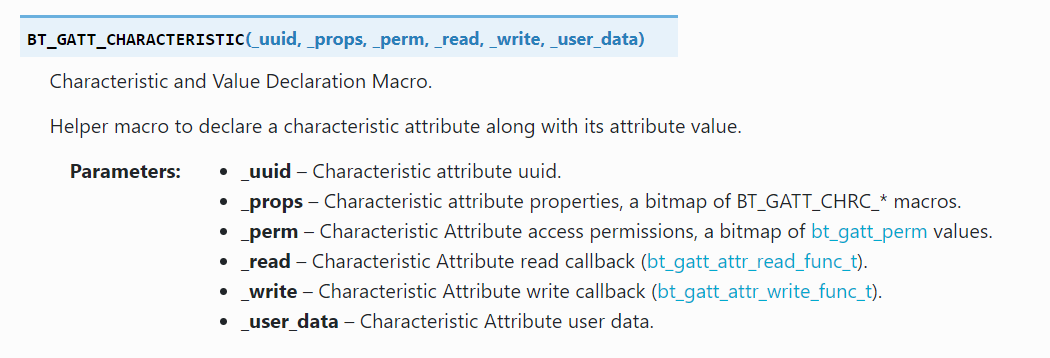 BT_GATT_CHARACTERISTIC(_uuid, _props, _perm, _read, _write, _user_data)
Characteristic and Value Declaration Macro.
Helper macro to declare a characteristic attribute along with its attribute value.
Parameters: • _uuid – Characteristic attribute uuid.
• _props – Characteristic attribute properties, a bitmap of BT_GATT_CHRC_* macros.
• _perm – Characteristic Attribute access permissions, a bitmap of bt_gatt_perm values.
• _read – Characteristic Attribute read callback (bt_gatt_attr_read_func_t).
• _write – Characteristic Attribute write callback (bt_gatt_attr_write_func_t).
• _user_data – Characteristic Attribute user data.